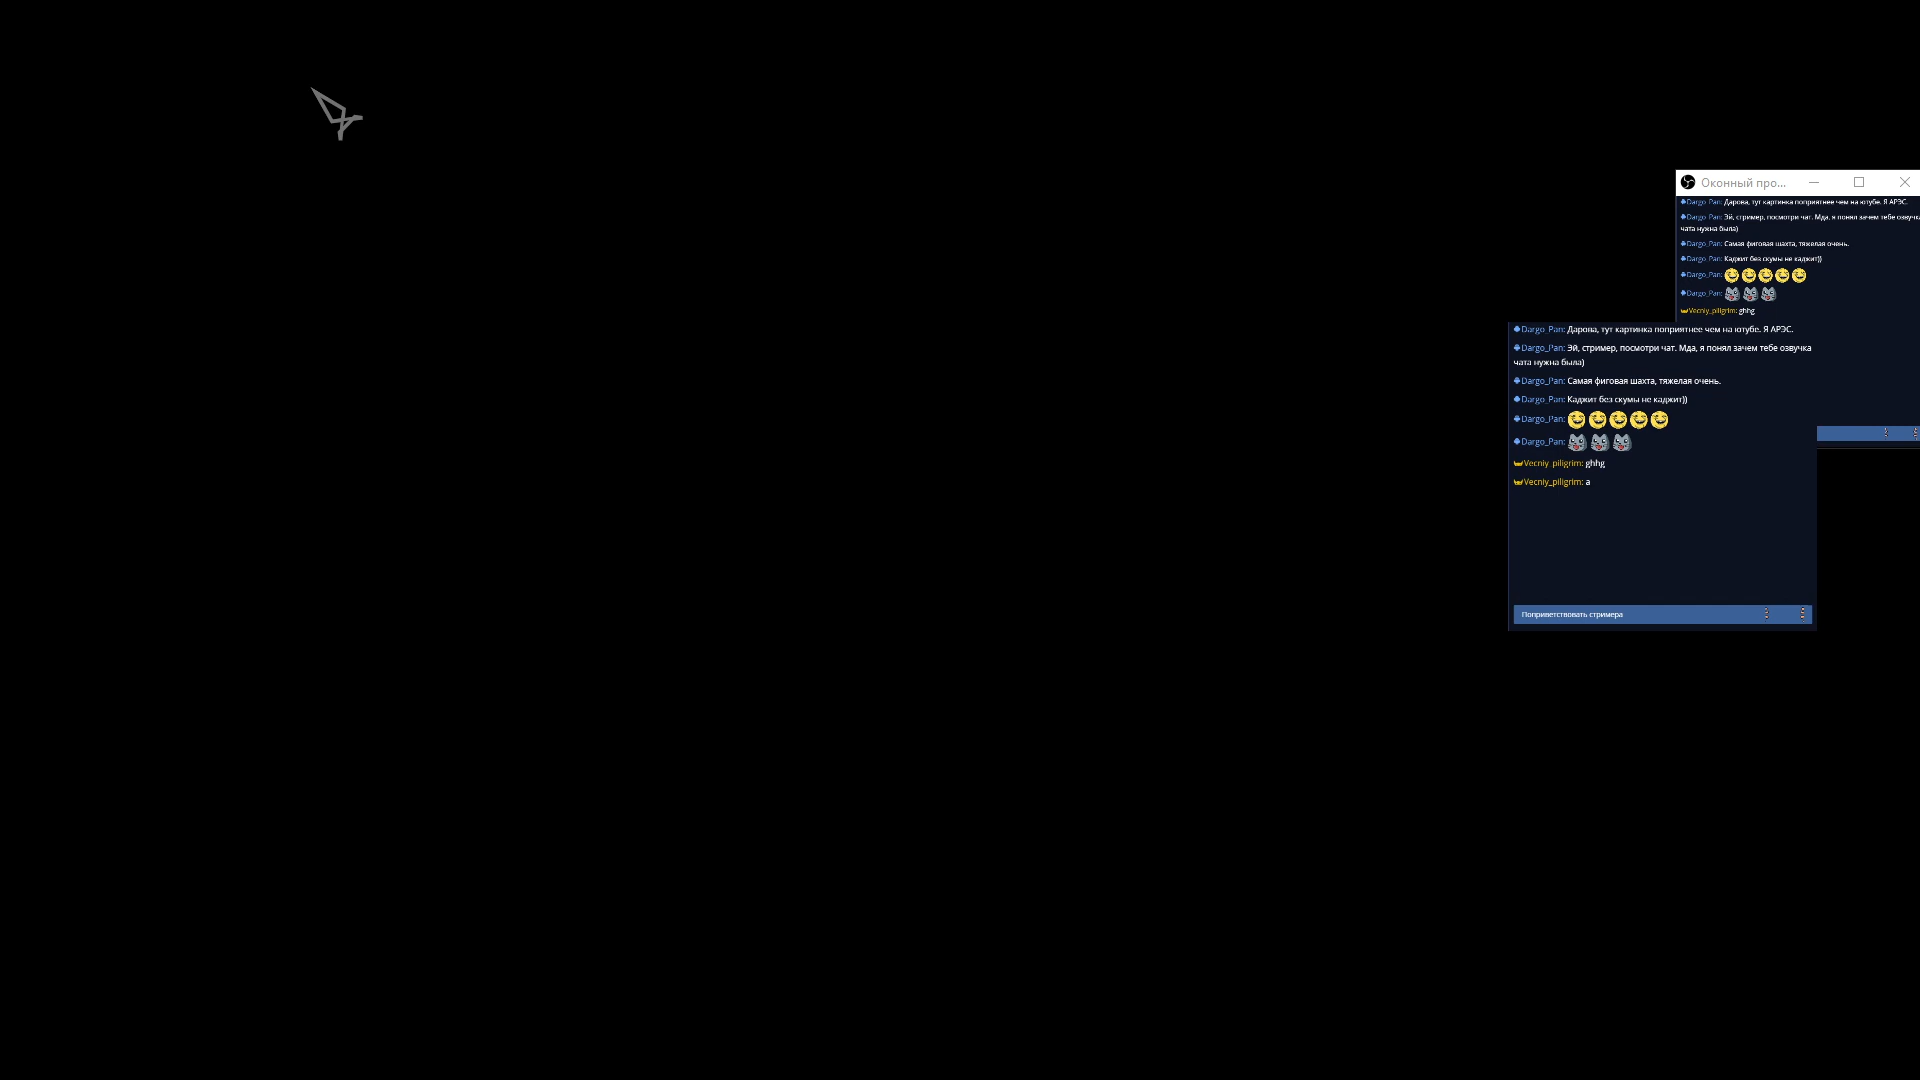 Оконный про...
Dargo_Pan: Дарова, тут картинка поприятнее чем на ютубе. Я АРЭС.
Dargo_Pan: Эй, стример, посмотри чат. Мда, я понял зачем тебе озвучка
чата нужна была)
Dargo_Pan: Самая фиговая шахта, тяжелая очень.
Dargo_Pan: Каджит без скумы не каджит))
Dargo_Pan:
Dargo_Pan:
Vecniy_piligrim: ghhg
Dargo_Pan: Дарова, тут картинка поприятнее чем на ютубе. Я АРЭС.
Dargo_Pan: Эй, стример, посмотри чат. Мда, я понял зачем тебе озвучка
чата нужна была)
Dargo_Pan: Самая фиговая шахта, тяжелая очень.
Dargo_Pan: Каджит без скумы не каджит))
Dargo_Pan:
Dargo_Pan:
Vecniy_piligrim: ghhg
Vecniy_piligrim: a
Поприветствовать стримера